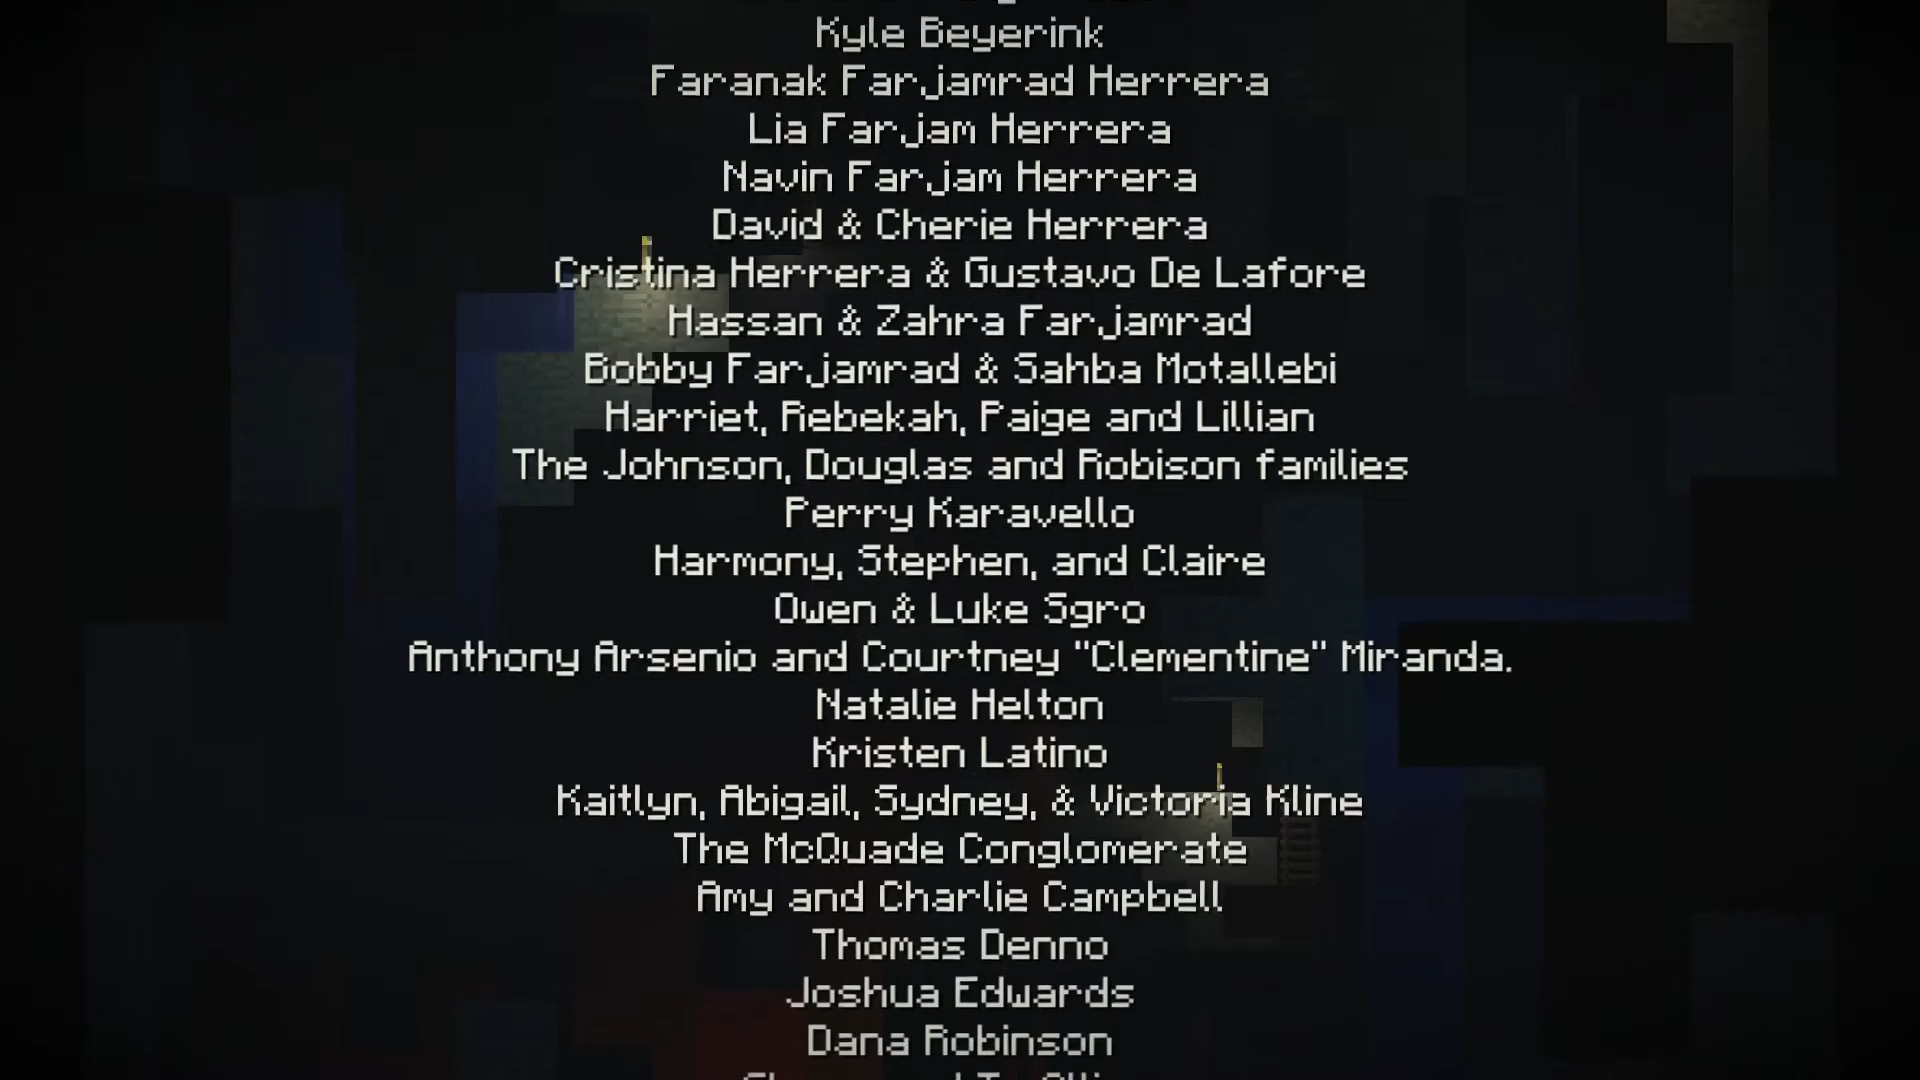 Kyle Beyerink
Faranak Farjamrad Herrera
Lia Farjam Herrera
Navin Farjam Herrera
David & Cherie Herrera
Cristina Herrera & Gustavo De Lafore
Hassan & Zahra Farjamrad
Bobby Farjamrad & Sahba Motallebi
Harriet, Rebekah, Paige and Lillian
The Johnson, Douglas and Robison families
Perry Karavello
Harmony, Stephen, and Claire
Owen & Luke Sgro
Anthony Arsenio and Courtney "Clementine" Miranda.
Natalie Helton
Kristen Latino
Kaitlyn, Abigail, Sydney, & Victoria Kline
The McQuade Conglomerate
Amy and Charlie Campbell
Thomas Denno
Joshua Edwards
Dana Robinson